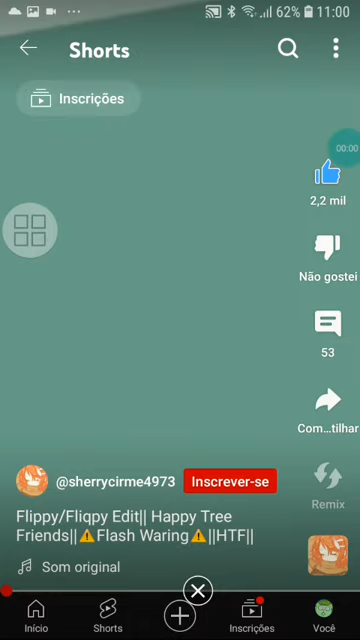 62% 11:00
Shorts
Inscrições
00:00
2,2 mil
Não gostei
53
Com...tilhar
@sherrycirme4973 Inscrever-se
Remix
Flippy/Fliqpy Edit|| Happy Tree
Friends||⚠Flash Waring⚠||HTF||
Som original
Início Shorts Inscrições Você